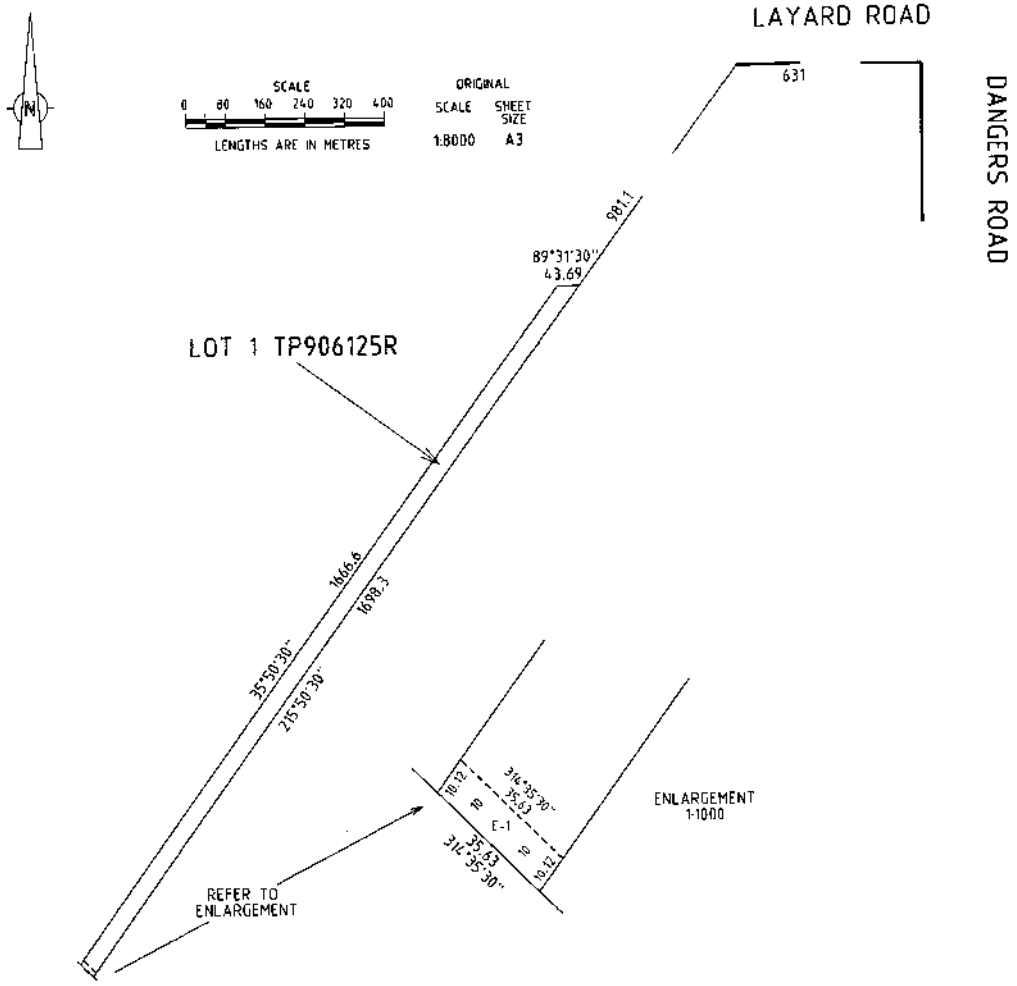 LAYARD ROAD
631
DANGERS ROAD
N
SCALE
0 80 160 240 320 400
LENGTHS ARE IN METRES
ORIGINAL
SCALE SHEET SIZE
1:8000 A3
981.1
89°31'30"
43.69
LOT 1 TP906125R
1666.6
1698.3
35°50'30"
215°50'30"
314°35'30"
35.63
10.12
10
E-1
10
10.12
35.63
314°35'30"
ENLARGEMENT
1:1000
REFER TO
ENLARGEMENT